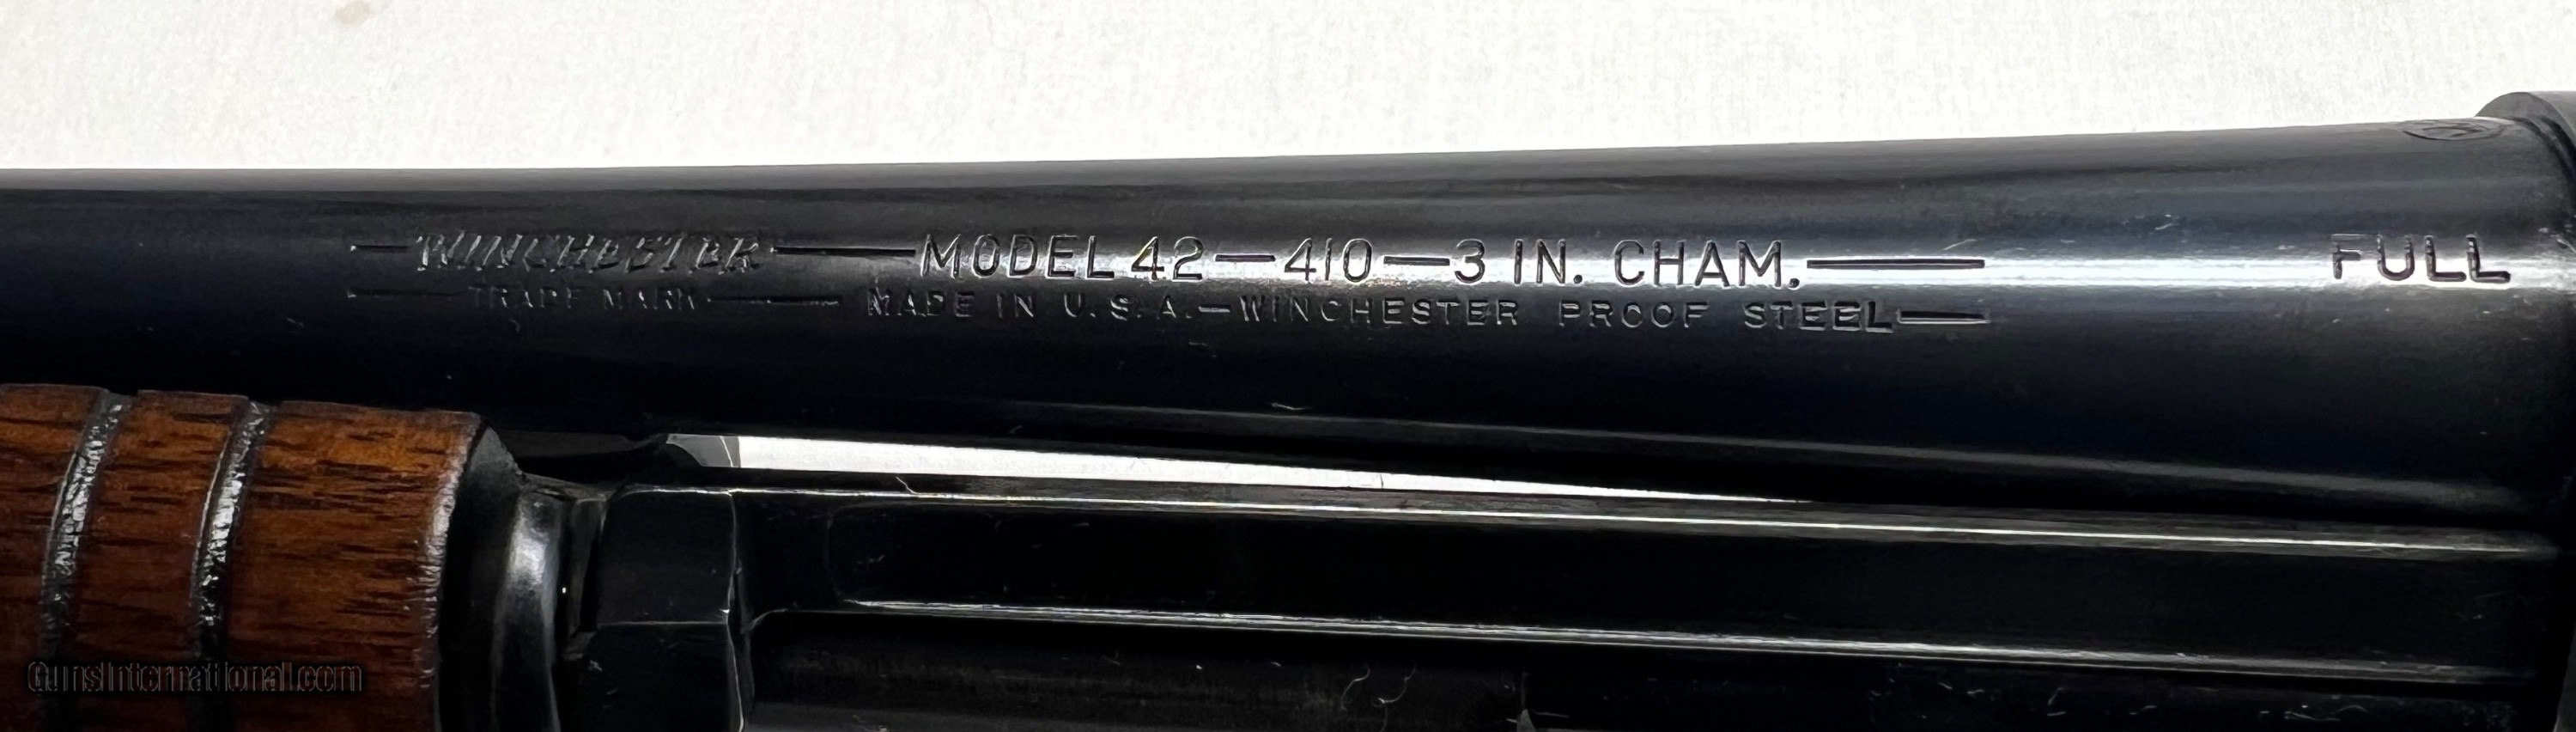 WINCHESTER — MODEL 42 — 410 — 3 IN. CHAM. — FULL
TRADE MARK — MADE IN U.S.A. — WINCHESTER PROOF STEEL —
GunsInternational.com